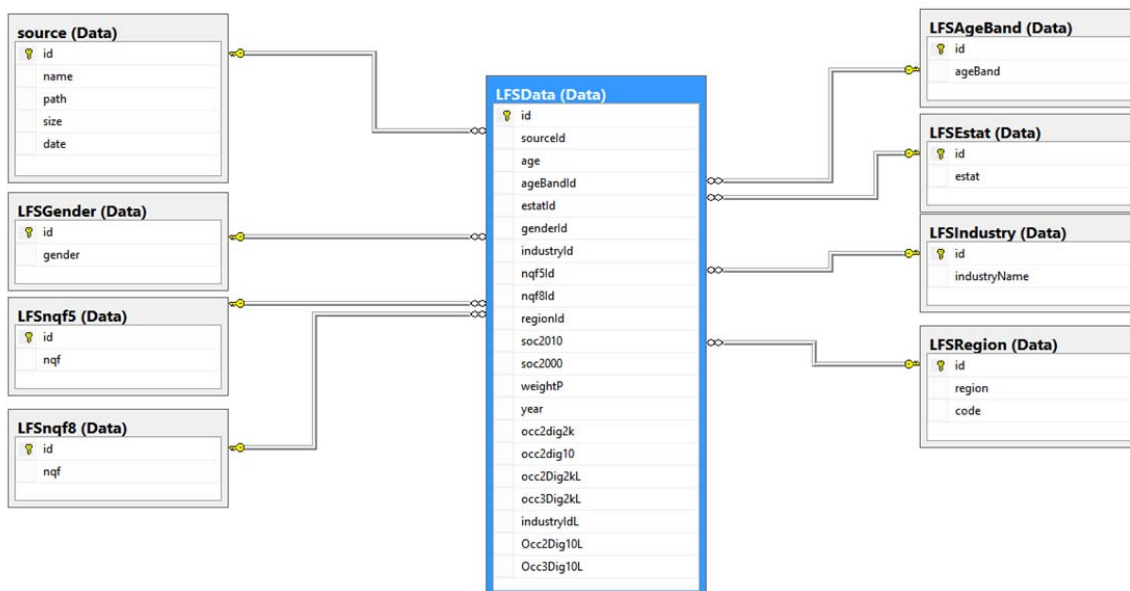 source (Data)
id
name
path
size
date
LFSGender (Data)
id
gender
LFSnqf5 (Data)
id
nqf
LFSnqf8 (Data)
id
nqf
LFSData (Data)
id
sourceId
age
ageBandId
estatId
genderId
industryId
nqf5Id
nqf8Id
regionId
soc2010
soc2000
weightP
year
occ2dig2k
occ2dig10
occ2Dig2kL
occ3Dig2kL
industryIdL
Occ2Dig10L
Occ3Dig10L
LFSAgeBand (Data)
id
ageBand
LFSEstat (Data)
id
estat
LFSIndustry (Data)
id
industryName
LFSRegion (Data)
id
region
code